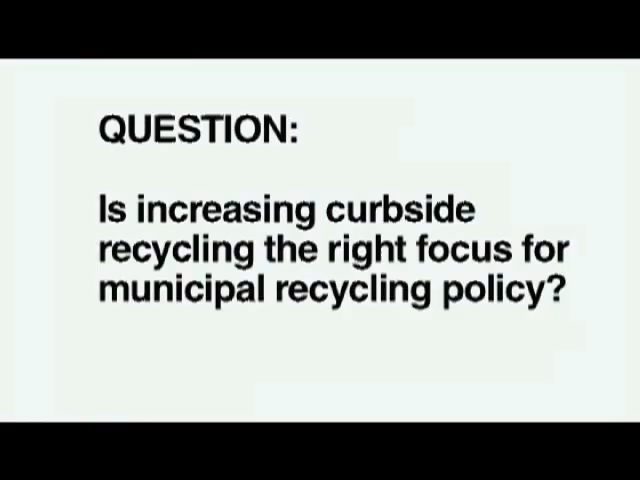 QUESTION:
Is increasing curbside
recycling the right focus for
municipal recycling policy?